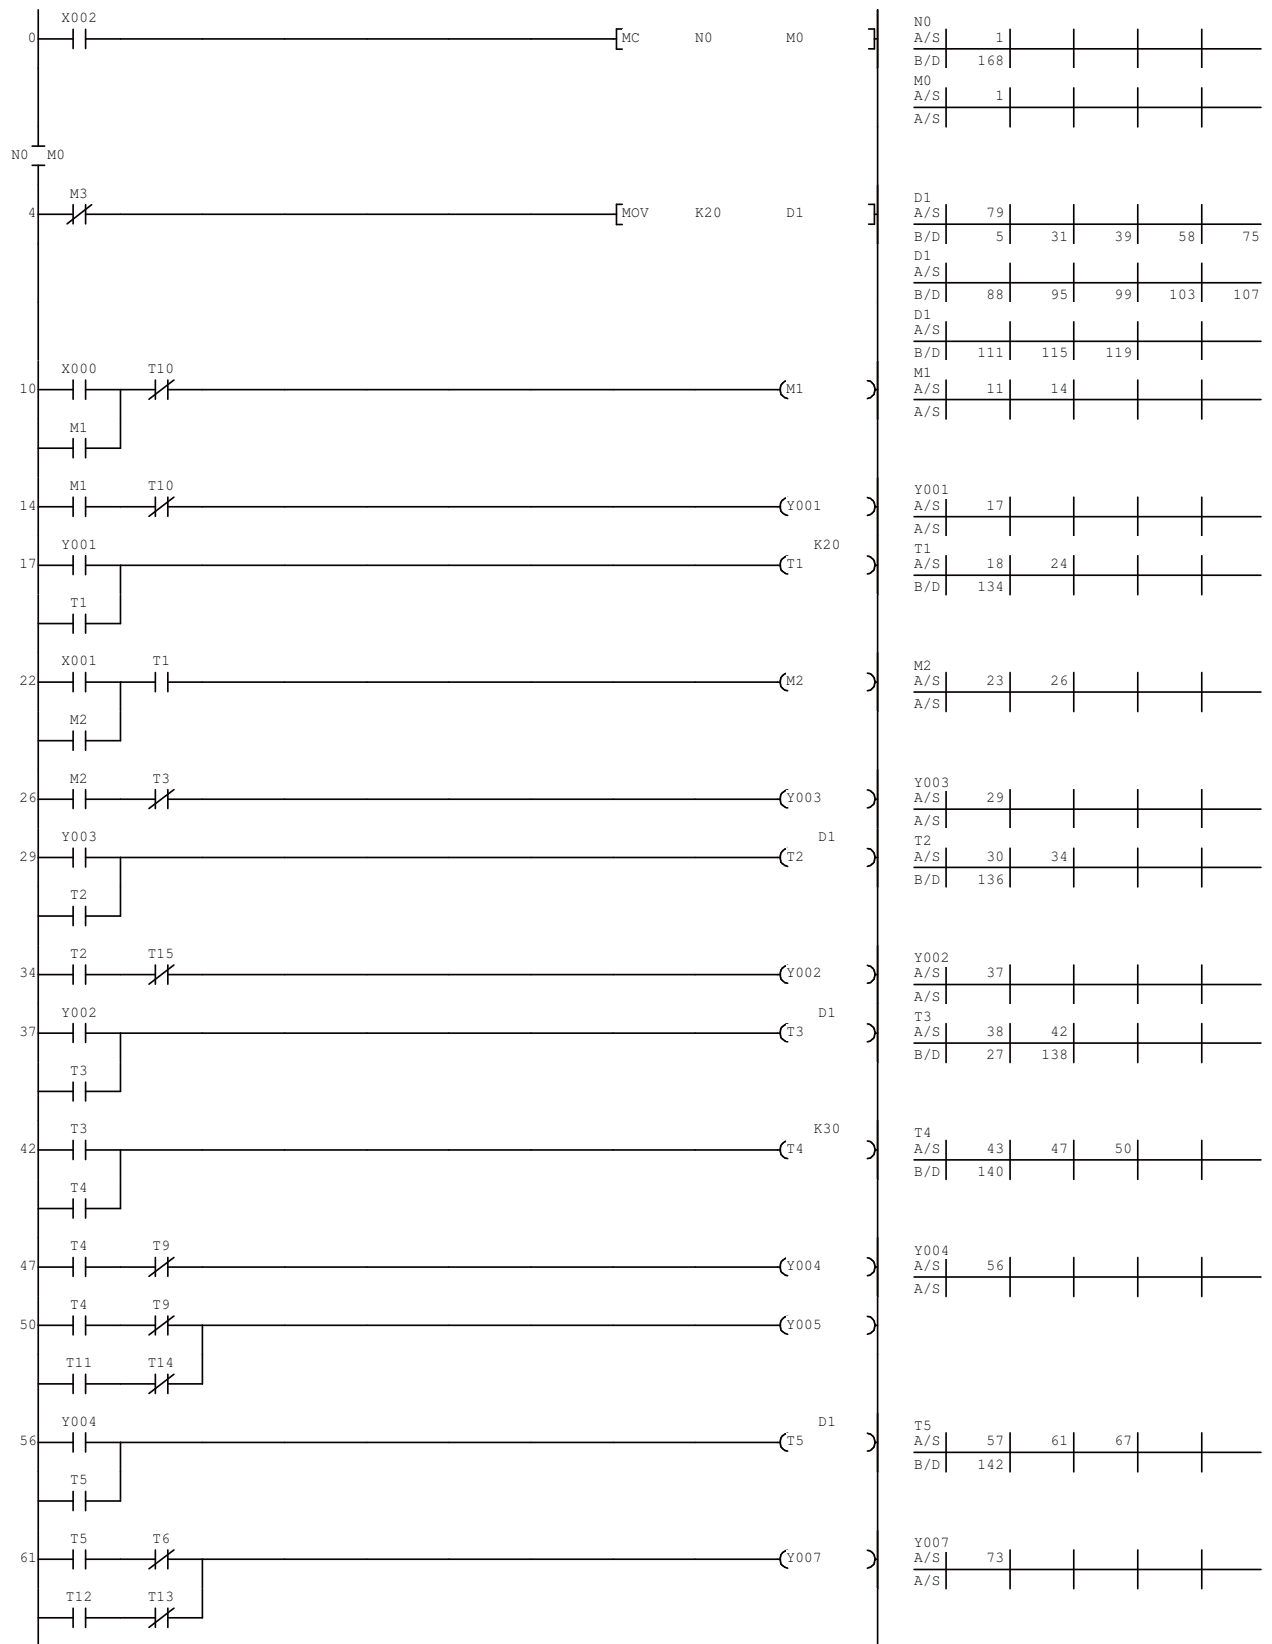 X002
0 MC N0 M0
N0
A/S 1
B/D 168
M0
A/S 1
A/S
N0 M0
M3
4 MOV K20 D1
D1
A/S 79
B/D 5 31 39 58 75
D1
A/S
B/D 88 95 99 103 107
D1
A/S
B/D 111 115 119
X000 T10
10 M1
M1
M1
A/S 11 14
A/S
M1 T10
14 Y001
Y001
A/S 17
A/S
Y001 K20
17 T1
T1
T1
A/S 18 24
B/D 134
X001 T1
22 M2
M2
M2
A/S 23 26
A/S
M2 T3
26 Y003
Y003
A/S 29
A/S
Y003 D1
29 T2
T2
T2
A/S 30 34
B/D 136
T2 T15
34 Y002
Y002
A/S 37
A/S
Y002 D1
37 T3
T3
T3
A/S 38 42
B/D 27 138
T3 K30
42 T4
T4
T4
A/S 43 47 50
B/D 140
T4 T9
47 Y004
Y004
A/S 56
A/S
T4 T9
50 Y005
T11 T14
Y004 D1
56 T5
T5
T5
A/S 57 61 67
B/D 142
T5 T6
61 Y007
T12 T13
Y007
A/S 73
A/S